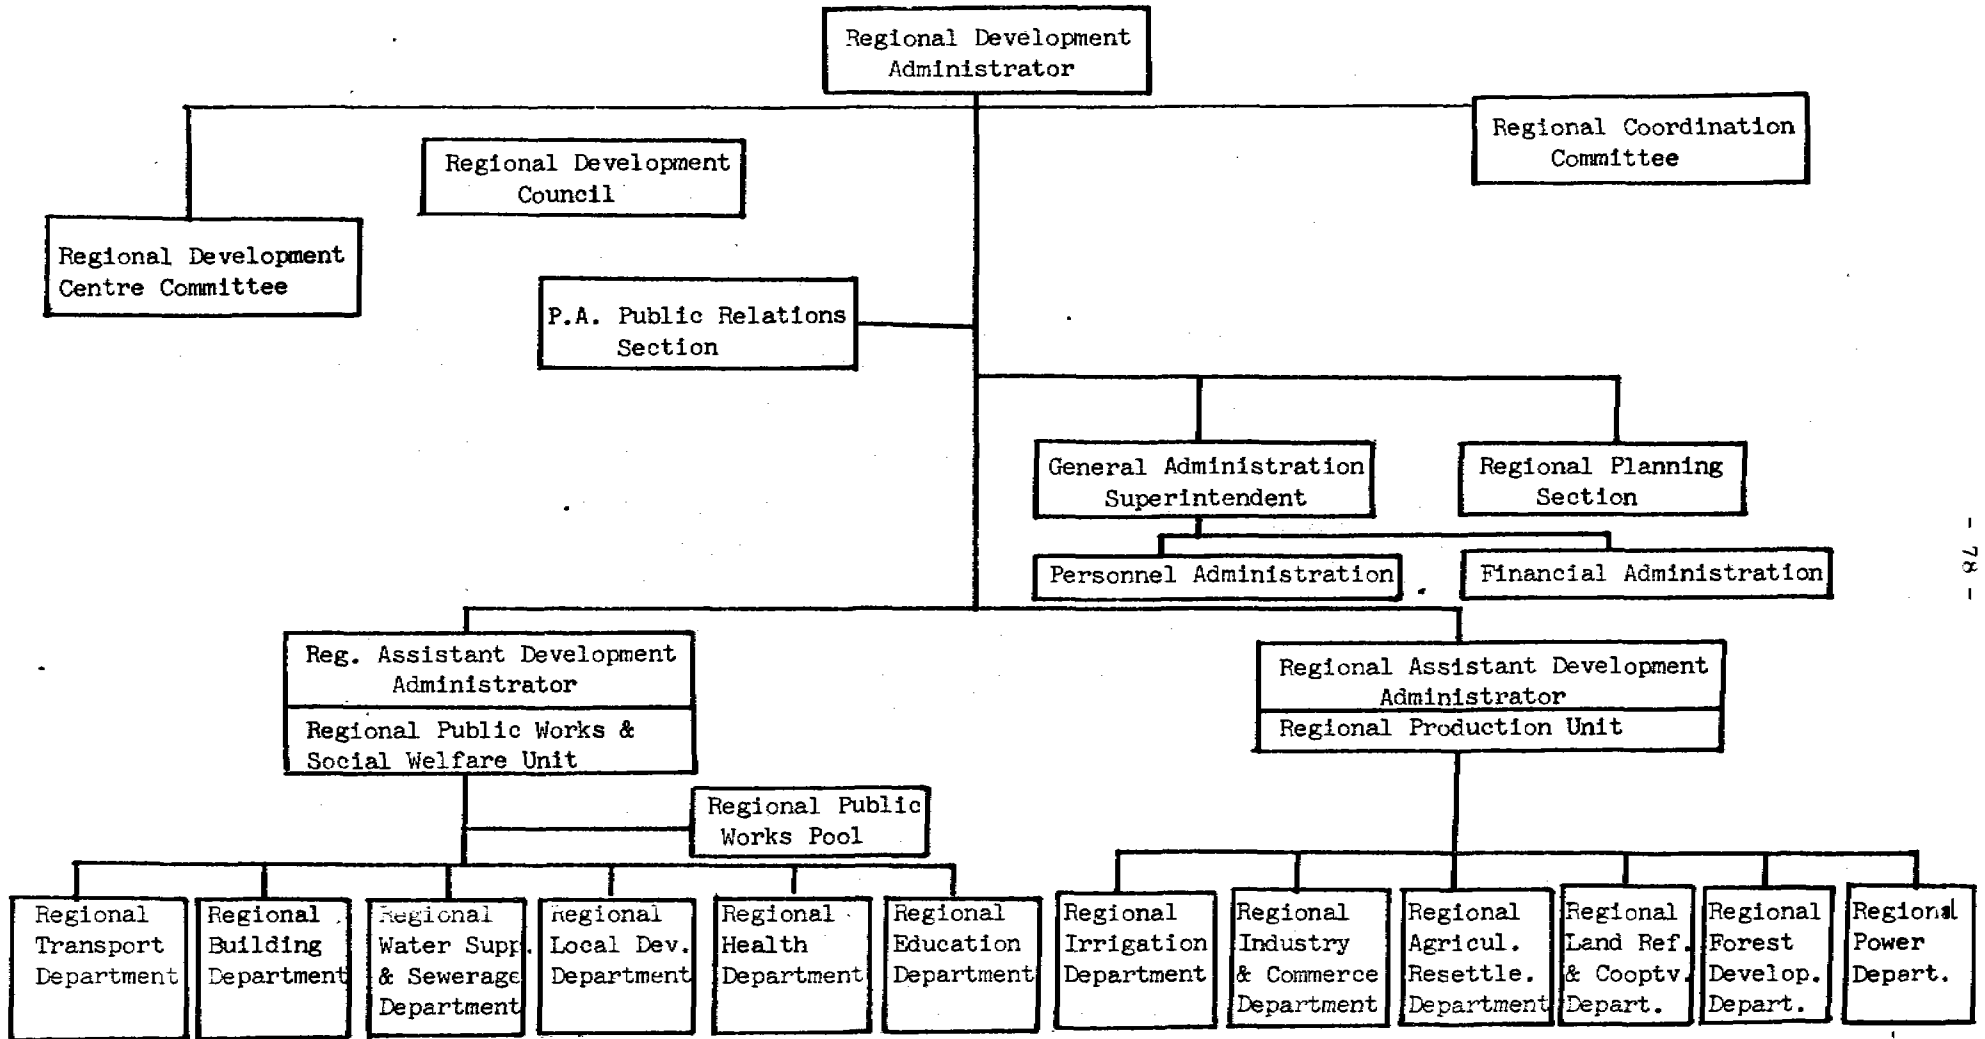 Regional Development
Administrator
Regional Coordination
Committee
Regional Development
Council
Regional Development
Centre Committee
P.A. Public Relations
Section
General Administration
Superintendent
Regional Planning
Section
- 78 -
Personnel Administration
Financial Administration
Reg. Assistant Development
Administrator
Regional Public Works &
Social Welfare Unit
Regional Assistant Development
Administrator
Regional Production Unit
Regional Public
Works Pool
Regional
Transport
Department
Regional
Building
Department
Regional
Water Supp.
& Sewerage
Department
Regional
Local Dev.
Department
Regional
Health
Department
Regional
Education
Department
Regional
Irrigation
Department
Regional
Industry
& Commerce
Department
Regional
Agricul.
Resettle.
Department
Regional
Land Ref.
& Cooptv.
Depart.
Regional
Forest
Develop.
Depart.
Regional
Power
Depart.